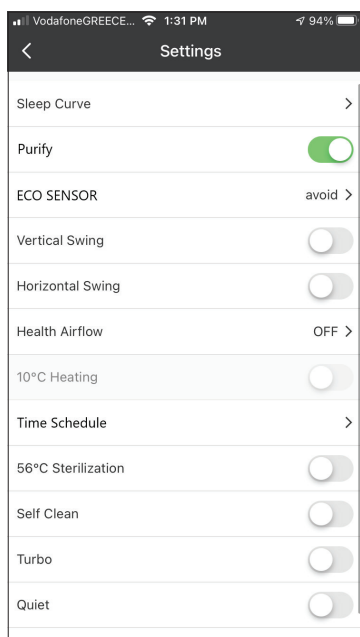 VodafoneGREECE... 1:31 PM 94%
Settings
Sleep Curve
Purify
ECO SENSOR avoid
Vertical Swing
Horizontal Swing
Health Airflow OFF
10°C Heating
Time Schedule
56°C Sterilization
Self Clean
Turbo
Quiet